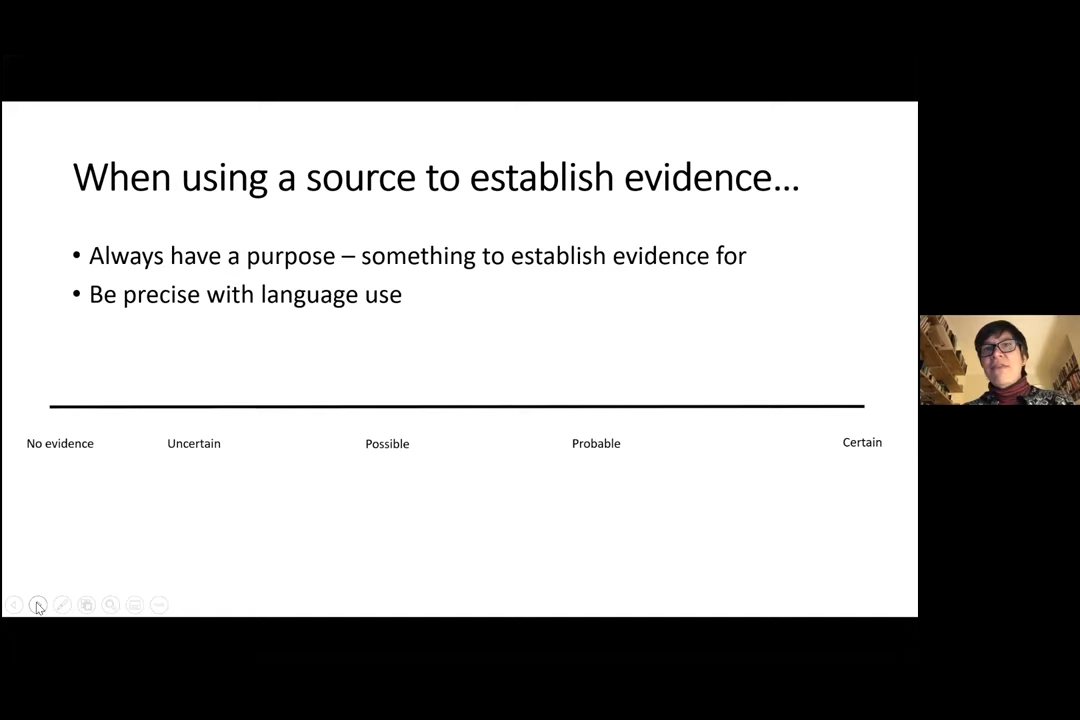 When using a source to establish evidence…
• Always have a purpose – something to establish evidence for
• Be precise with language use
No evidence Uncertain Possible Probable Certain